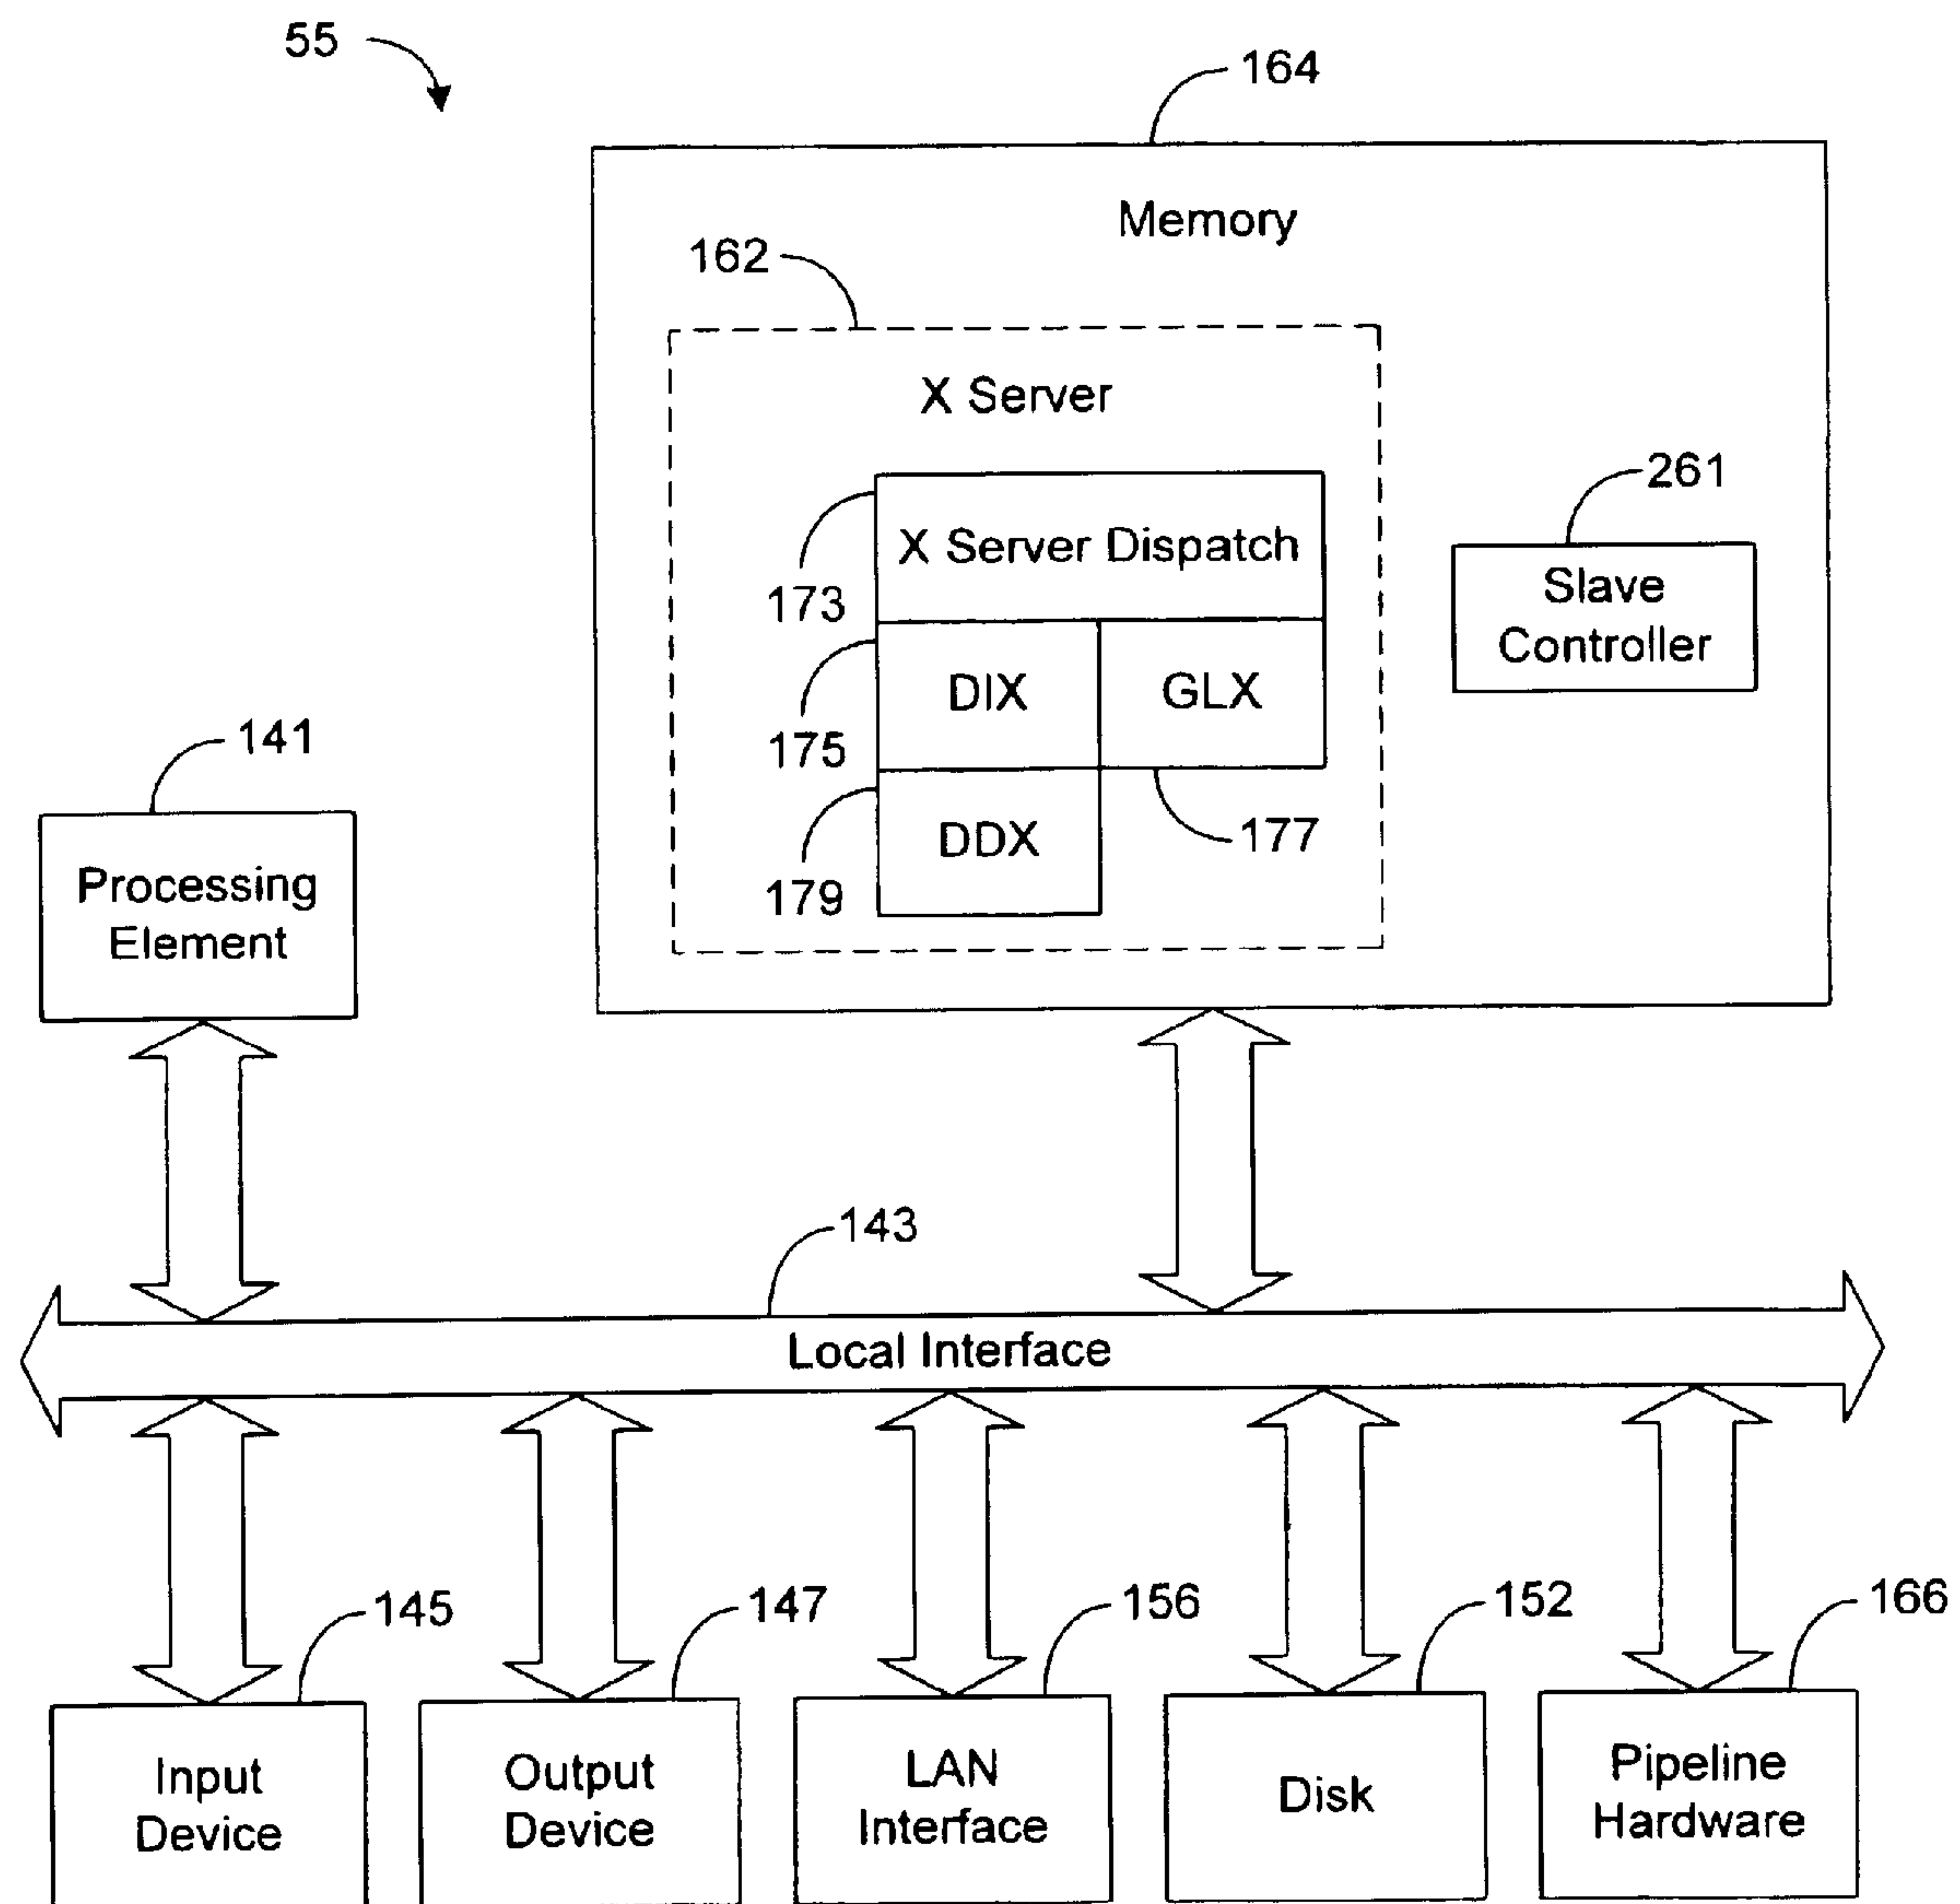 55
164
Memory
162
X Server
261
X Server Dispatch
173
Slave
Controller
DIX
GLX
175
141
DDX
177
179
Processing
Element
143
Local Interface
145
147
156
152
166
Input
Device
Output
Device
LAN
Interface
Disk
Pipeline
Hardware